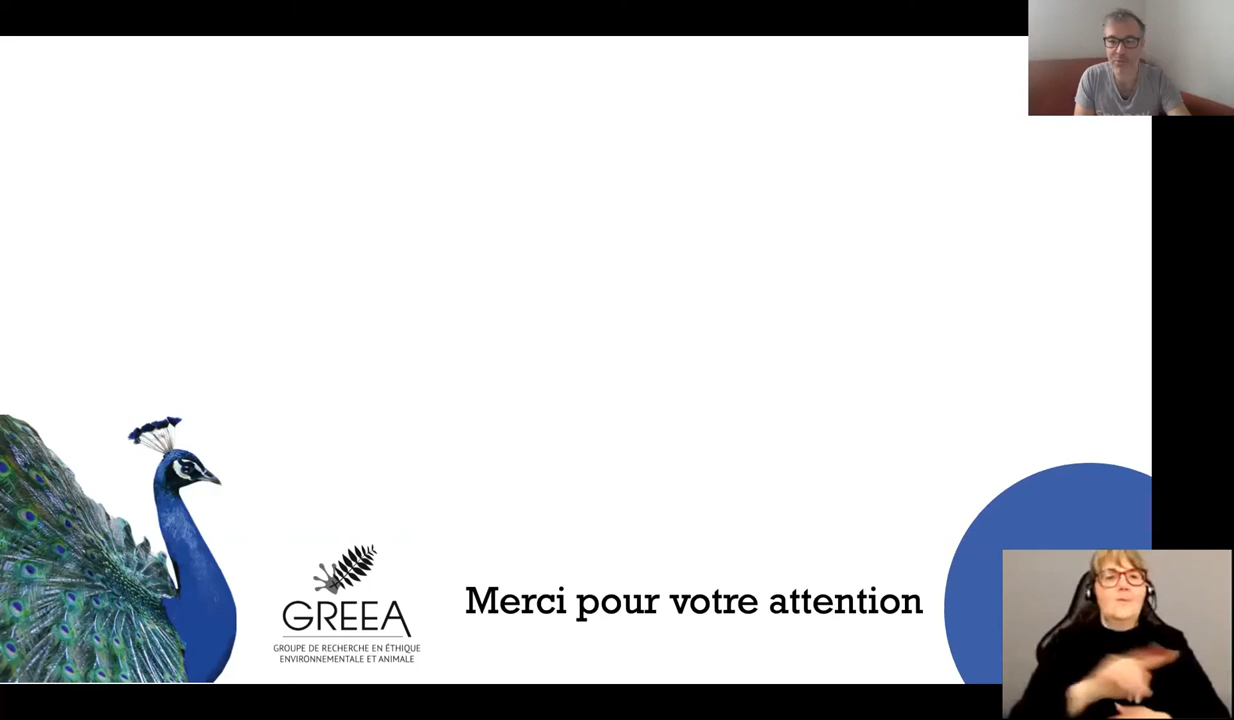 GREEA
GROUPE DE RECHERCHE EN ÉTHIQUE
ENVIRONNEMENTALE ET ANIMALE
Merci pour votre attention